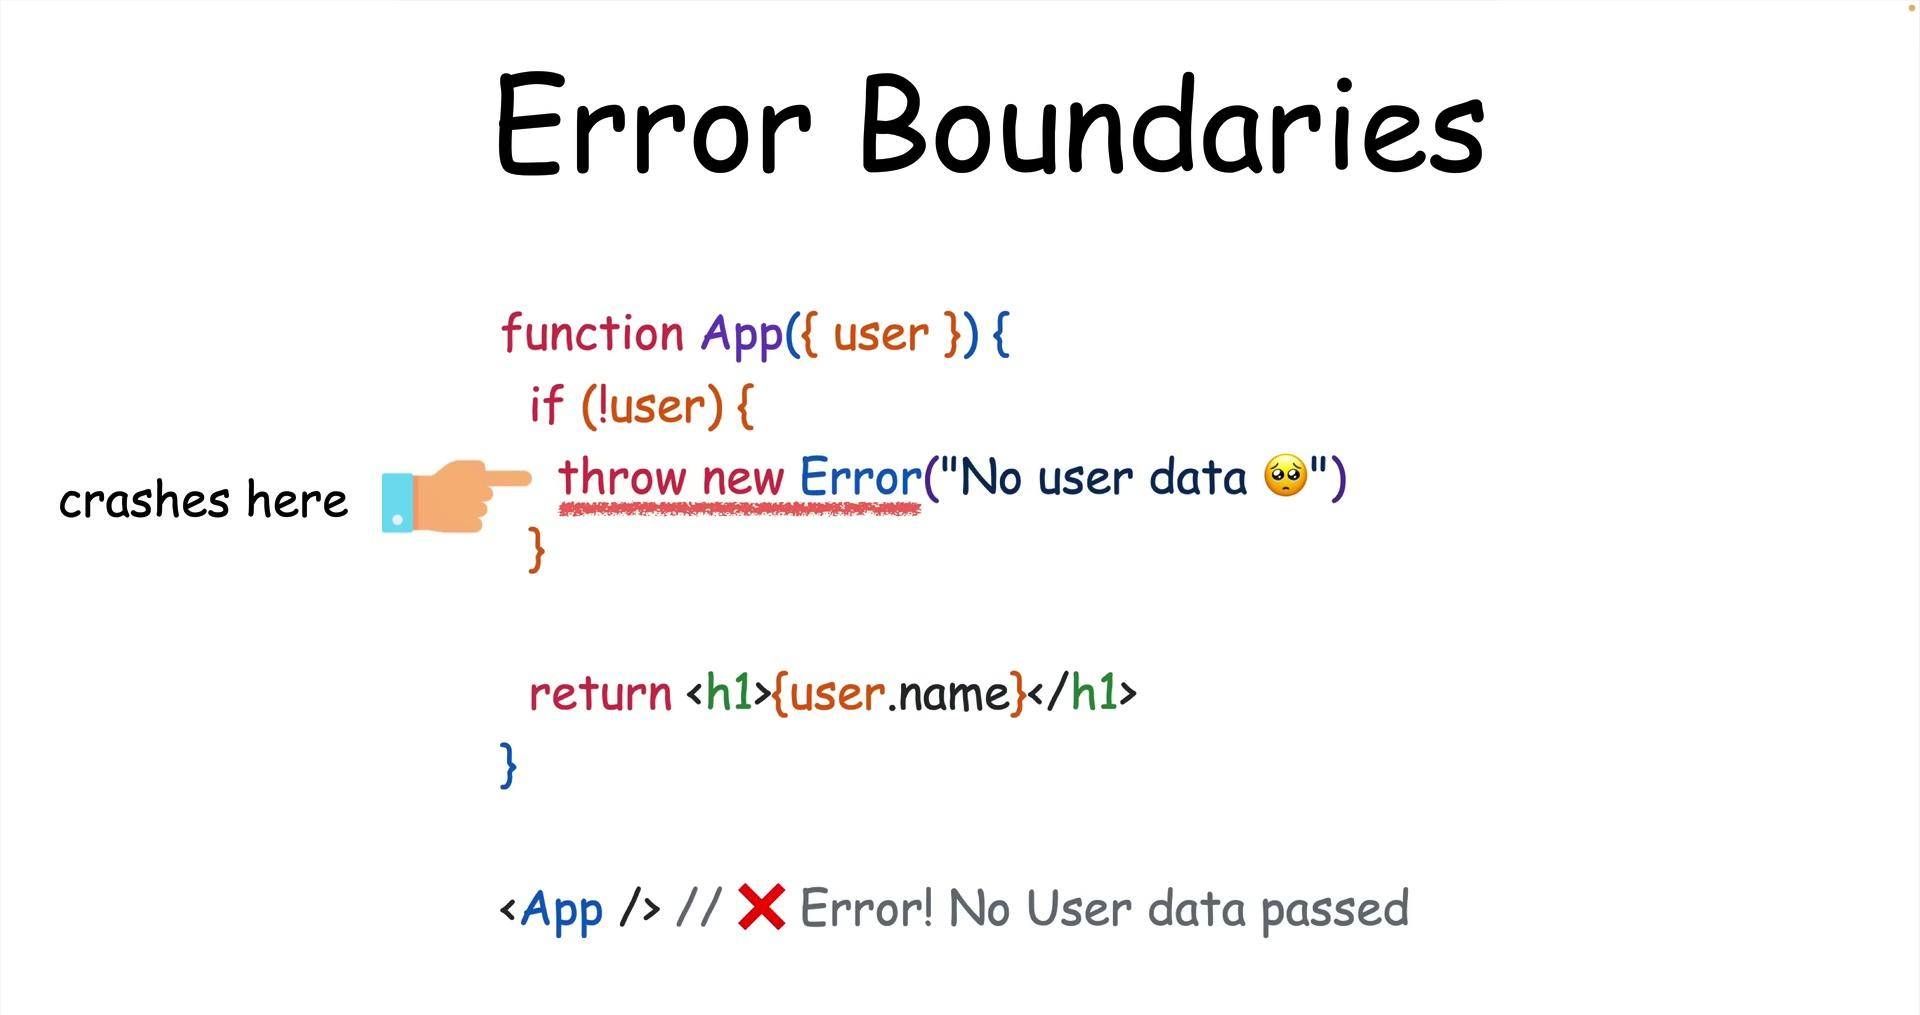 Error Boundaries
function App({ user }) {
if (!user) {
crashes here
throw new Error("No user data 🥺")
}
return <h1>{user.name}</h1>
}
<App /> // ❌ Error! No User data passed